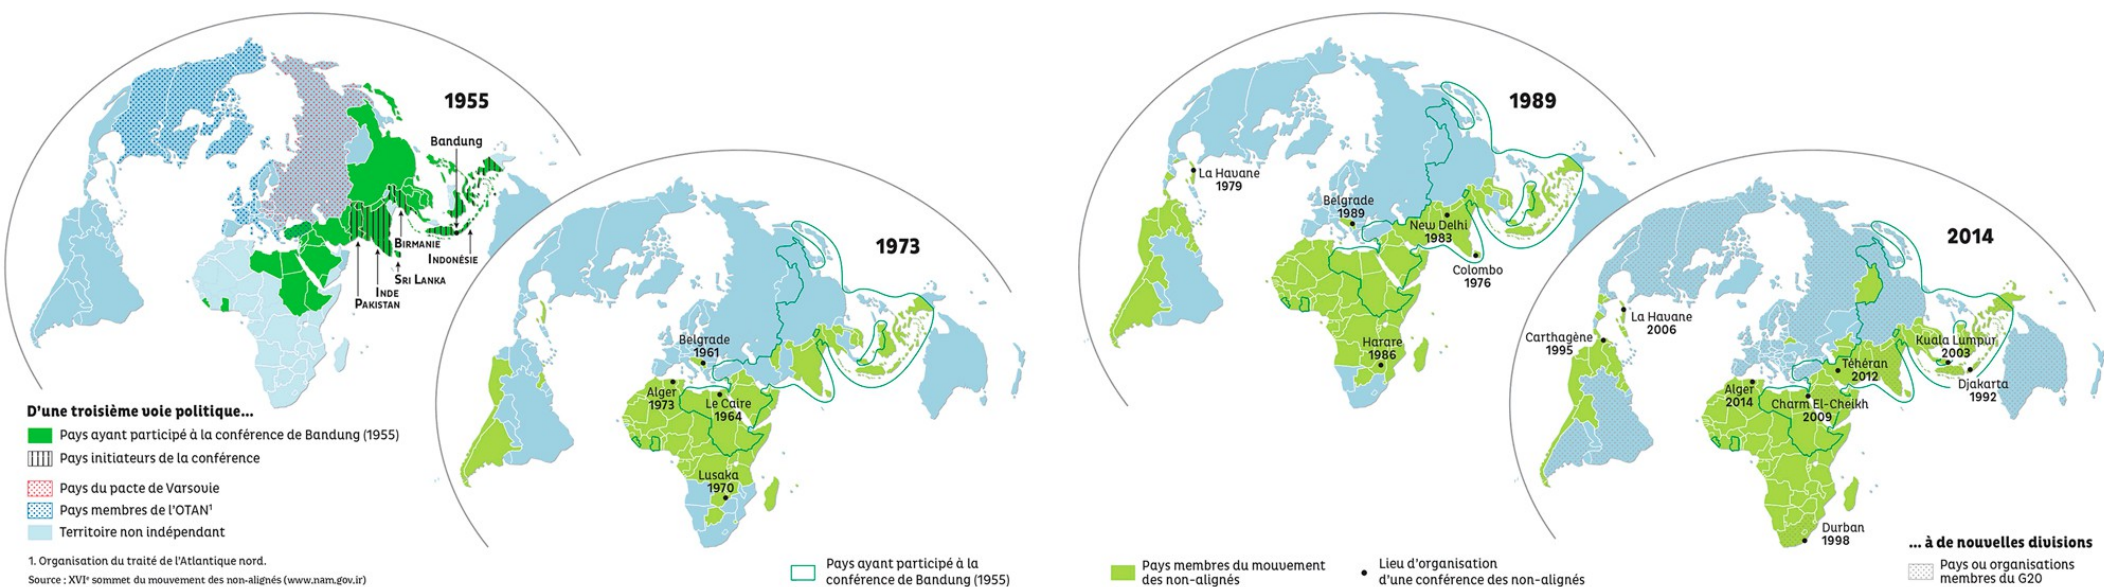 1955
Bandung
BIRMANIE
INDONÉSIE
SRI LANKA
INDE
PAKISTAN
D'une troisième voie politique...
Pays ayant participé à la conférence de Bandung (1955)
Pays initiateurs de la conférence
Pays du pacte de Varsovie
Pays membres de l'OTAN¹
Territoire non indépendant
1. Organisation du traité de l'Atlantique nord.
Source : XVIᵉ sommet du mouvement des non-alignés (www.nam.gov.ir)
1973
Belgrade
1961
Alger
1973
Le Caire
1964
Lusaka
1970
Pays ayant participé à la
conférence de Bandung (1955)
1989
La Havane
1979
Belgrade
1989
New Delhi
1983
Colombo
1976
Harare
1986
Pays membres du mouvement
des non-alignés
Lieu d'organisation
d'une conférence des non-alignés
2014
La Havane
2006
Carthagène
1995
Kuala Lumpur
2003
Téhéran
2012
Djakarta
1992
Alger
2014
Charm El-Cheikh
2009
Durban
1998
... à de nouvelles divisions
Pays ou organisations
membres du G20